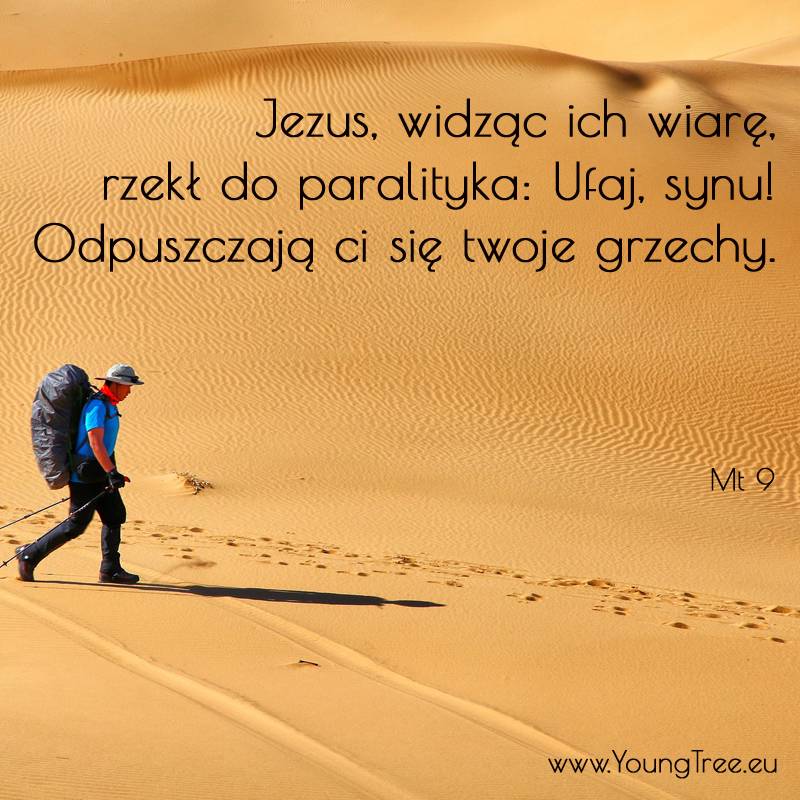 Jezus, widząc ich wiarę,
rzekł do paralityka: Ufaj, synu!
Odpuszczają ci się twoje grzechy.
Mt 9
www.YoungTree.eu